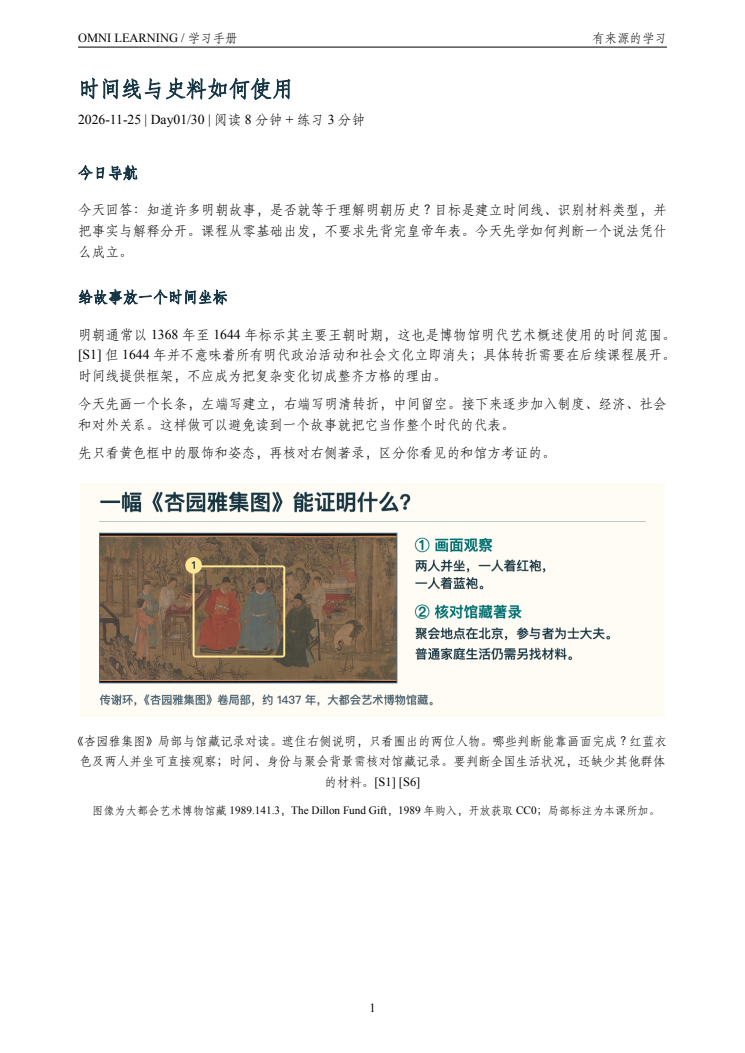 OMNI LEARNING / 学习手册
有来源的学习
时间线与史料如何使用
2026-11-25 | Day01/30 | 阅读 8 分钟 + 练习 3 分钟
今日导航
今天回答：知道许多明朝故事，是否就等于理解明朝历史？目标是建立时间线、识别材料类型，并
把事实与解释分开。课程从零基础出发，不要求先背完皇帝年表。今天先学如何判断一个说法凭什
么成立。
给故事放一个时间坐标
明朝通常以 1368 年至 1644 年标示其主要王朝时期，这也是博物馆明代艺术概述使用的时间范围。
[S1] 但 1644 年并不意味着所有明代政治活动和社会文化立即消失；具体转折需要在后续课程展开。
时间线提供框架，不应成为把复杂变化切成整齐方格的理由。
今天先画一个长条，左端写建立，右端写明清转折，中间留空。接下来逐步加入制度、经济、社会
和对外关系。这样做可以避免读到一个故事就把它当作整个时代的代表。
先只看黄色框中的服饰和姿态，再核对右侧著录，区分你看见的和馆方考证的。
一幅《杏园雅集图》能证明什么？
1
① 画面观察
两人并坐，一人着红袍，
一人着蓝袍。
② 核对馆藏著录
聚会地点在北京，参与者为士大夫。
普通家庭生活仍需另找材料。
传谢环，《杏园雅集图》卷局部，约 1437 年，大都会艺术博物馆藏。
《杏园雅集图》局部与馆藏记录对读。遮住右侧说明，只看圈出的两位人物。哪些判断能靠画面完成？红蓝衣
色及两人并坐可直接观察；时间、身份与聚会背景需核对馆藏记录。要判断全国生活状况，还缺少其他群体
的材料。[S1] [S6]
图像为大都会艺术博物馆藏 1989.141.3，The Dillon Fund Gift，1989 年购入，开放获取 CC0；局部标注为本课所加。
1